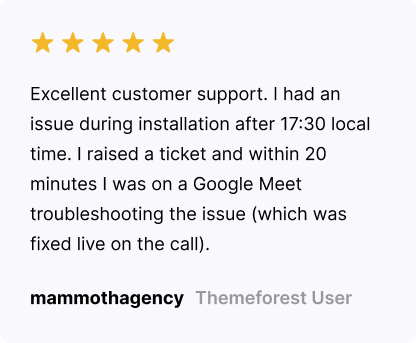 Excellent customer support. I had an
issue during installation after 17:30 local
time. I raised a ticket and within 20
minutes I was on a Google Meet
troubleshooting the issue (which was
fixed live on the call).
mammothagency Themeforest User